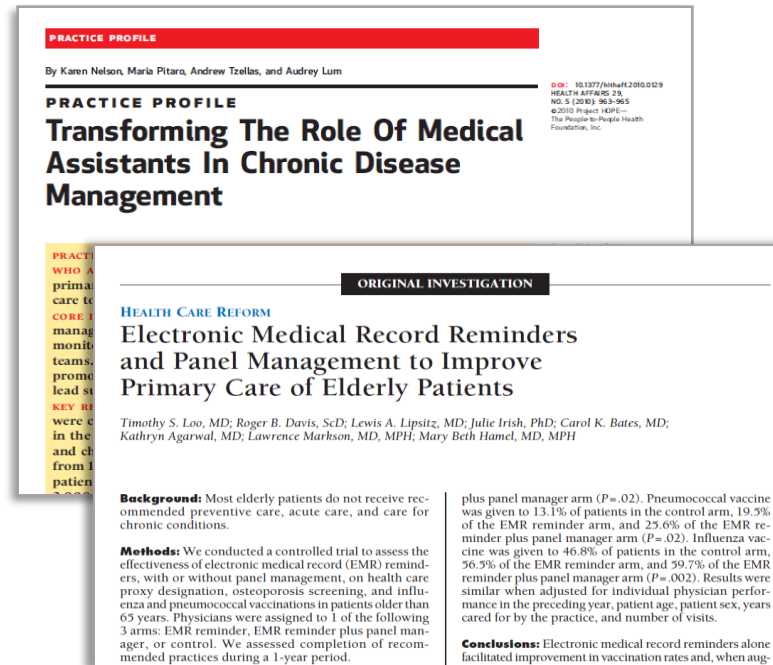 PRACTICE PROFILE
By Karen Nelson, Maria Pitaro, Andrew Tzellas, and Audrey Lum
PRACTICE PROFILE
Transforming The Role Of Medical
Assistants In Chronic Disease
Management
DOI: 10.1377/hlthaff.2010.0129
HEALTH AFFAIRS 29,
NO. 5 (2010): 963–965
©2010 Project HOPE—
The People-to-People Health
Foundation, Inc.
WHO
prima
care to
CORE
manag
monit
teams.
promo
lead su
were c
in the
and ch
from
patien
ORIGINAL INVESTIGATION
HEALTH CARE REFORM
Electronic Medical Record Reminders
and Panel Management to Improve
Primary Care of Elderly Patients
Timothy S. Loo, MD; Roger B. Davis, ScD; Lewis A. Lipsitz, MD; Julie Irish, PhD; Carol K. Bates, MD;
Kathryn Agarwal, MD; Lawrence Markson, MD, MPH; Mary Beth Hamel, MD, MPH
Background: Most elderly patients do not receive rec-
ommended preventive care, acute care, and care for
chronic conditions.
Methods: We conducted a controlled trial to assess the
effectiveness of electronic medical record (EMR) remind-
ers, with or without panel management, on health care
proxy designation, osteoporosis screening, and influ-
enza and pneumococcal vaccinations in patients older than
65 years. Physicians were assigned to 1 of the following
3 arms: EMR reminder, EMR reminder plus panel man-
ager, or control. We assessed completion of recom-
mended practices during a 1-year period.
plus panel manager arm (P=.02). Pneumococcal vaccine
was given to 13.1% of patients in the control arm, 19.5%
of the EMR reminder arm, and 25.6% of the EMR re-
minder plus panel manager arm (P=.02). Influenza vac-
cine was given to 46.8% of patients in the control arm,
56.5% of the EMR reminder arm, and 59.7% of the EMR
reminder plus panel manager arm (P=.002). Results were
similar when adjusted for individual physician perfor-
mance in the preceding year, patient age, patient sex, years
cared for by the practice, and number of visits.
Conclusions: Electronic medical record reminders alone
facilitated improvement in vaccination rates and, when aug-